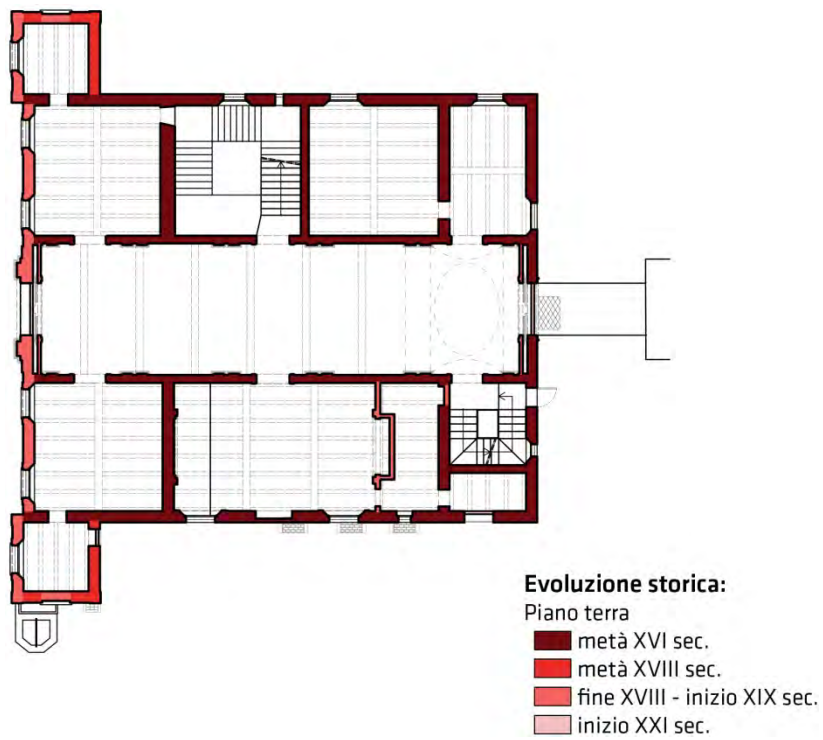 Evoluzione storica:
Piano terra
metà XVI sec.
metà XVIII sec.
fine XVIII - inizio XIX sec.
inizio XXI sec.